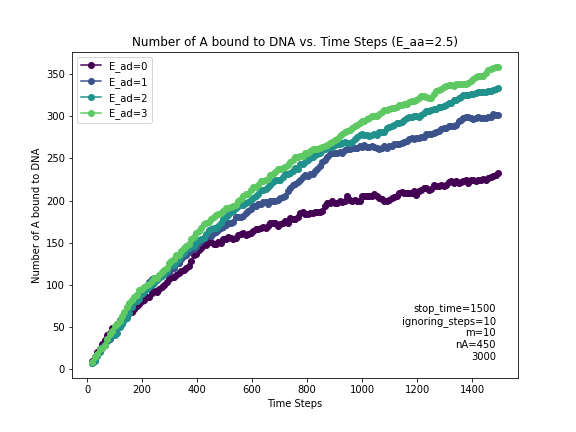 Number of A bound to DNA vs. Time Steps (E_aa=2.5)
E_ad=0
E_ad=1
E_ad=2
E_ad=3
Number of A bound to DNA
350
300
250
200
150
100
50
0
stop_time=1500
ignoring_steps=10
m=10
nA=450
3000
0 200 400 600 800 1000 1200 1400
Time Steps